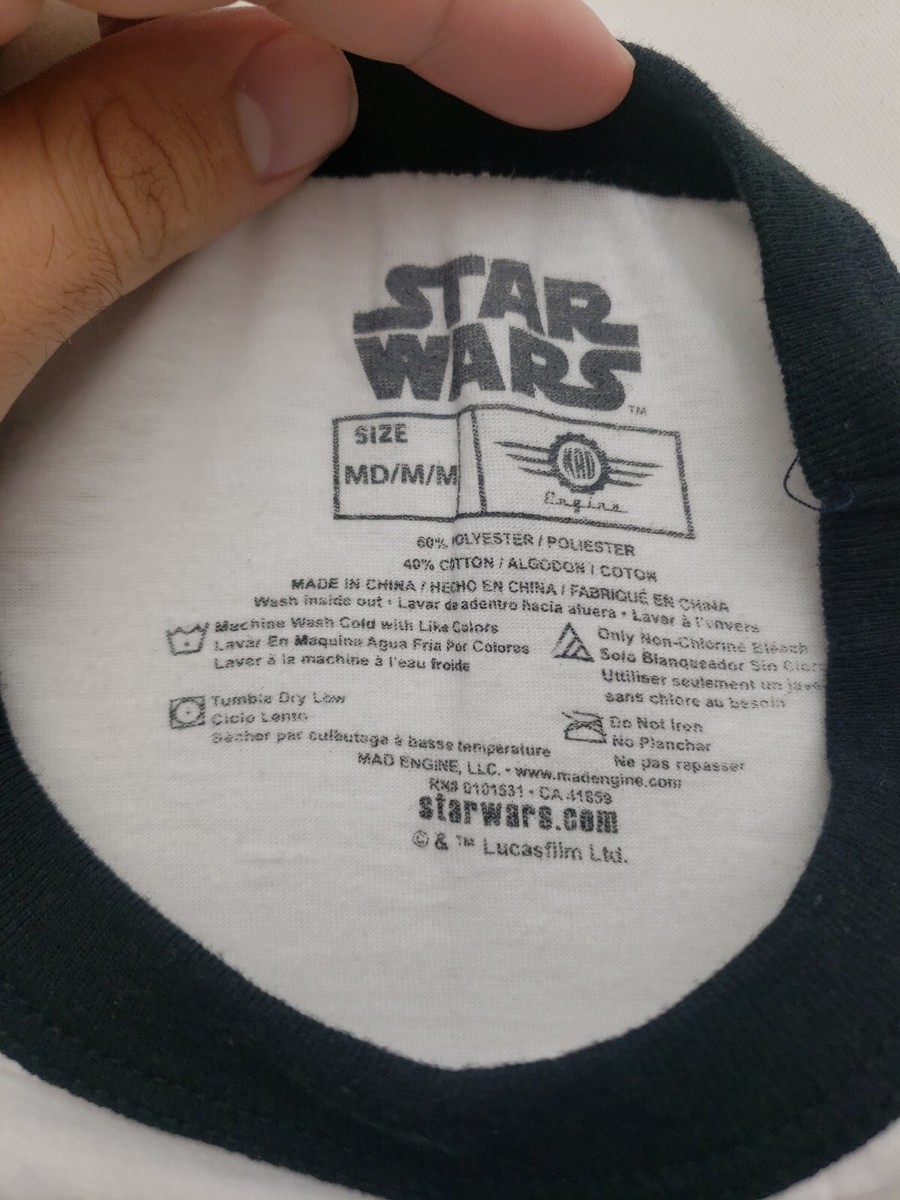 STAR
WARS
TM
SIZE
MD/M/M
MAD
Engine
60% OLYESTER / POLIESTER
40% COTTON / ALGODON / COTON
MADE IN CHINA / HECHO EN CHINA / FABRIQUÉ EN CHINA
Wash inside out • Lavar de adentro hacia afuera • Laver à l'envers
Machine Wash Cold with Like Colors
Lavar En Maquina Agua Fria Por Colores
Laver à la machine à l'eau froide
Only Non-Chlorine Bleach
Solo Blanqueador Sin
Uttiliser seulement un
sans chlore au besoin
Tumble Dry Low
Ciclo Lento
Sécher par culbutage à basse température
Do Not Iron
No Planchar
Ne pas repasser
MAD ENGINE, LLC. • www.madengine.com
RN# 0101531 • CA 41859
starwars.com
© & ™ Lucasfilm Ltd.